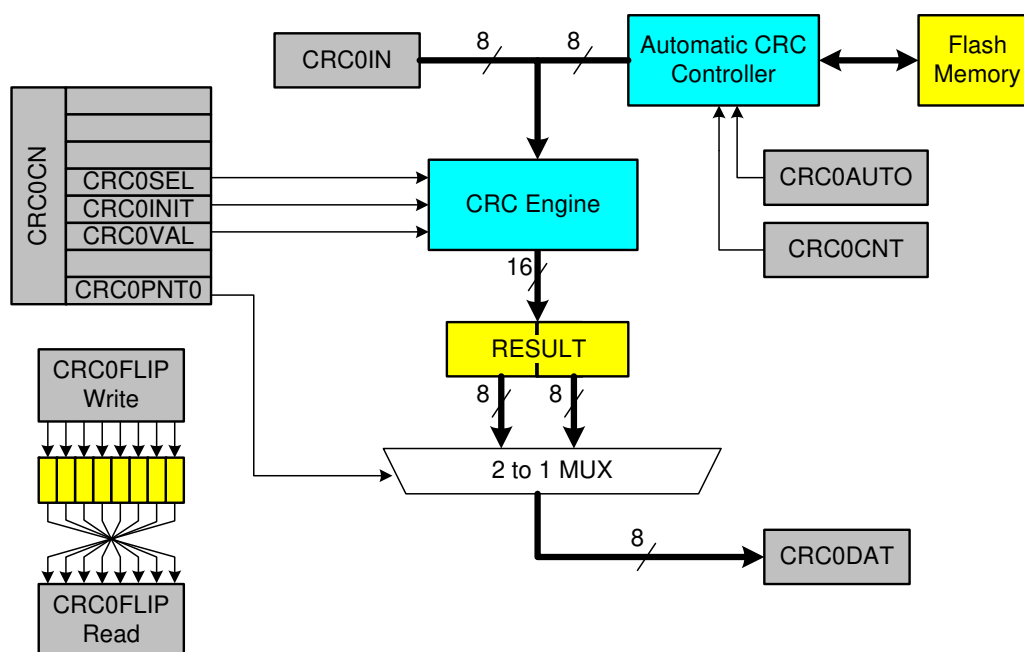 CRC0IN
8
8
Automatic CRC
Controller
Flash
Memory
CRC0CN
CRC0SEL
CRC0INIT
CRC0VAL
CRC0PNT0
CRC Engine
CRC0AUTO
CRC0CNT
16
RESULT
8
8
2 to 1 MUX
8
CRC0DAT
CRC0FLIP
Write
CRC0FLIP
Read